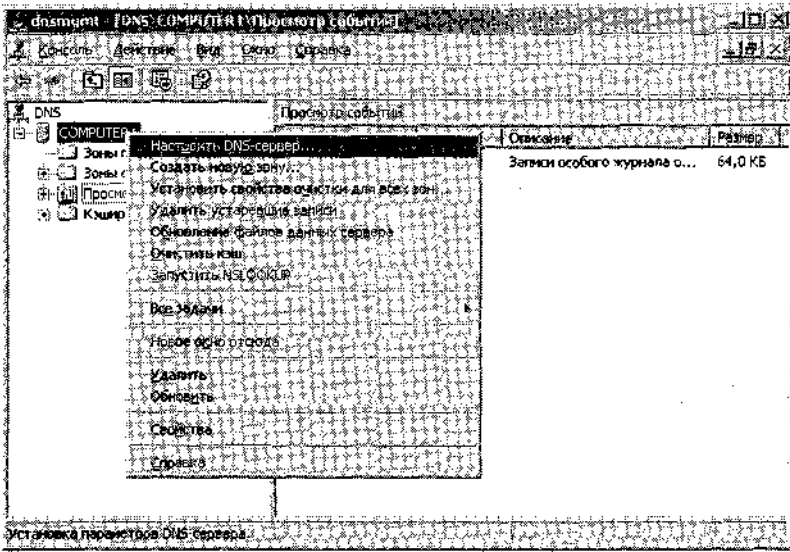 dnsmgmt - [DNS\COMPUTER1\Просмотр событий]
Консоль Действие Вид Окно Справка
DNS
Просмотр событий
COMPUTER
Описание Размер
Зоны
Зоны
Просмо
Кэшир
Записи особого журнала о... 64,0 КБ
Настроить DNS-сервер...
Создать новую зону...
Установить свойства очистки для всех зон...
Удалить устаревшие записи
Обновление файлов данных сервера
Очистить кэш
Запустить NSLOOKUP
Все задачи
Новое окно отсюда
Удалить
Обновить
Свойства
Справка
Установка параметров DNS-сервера.